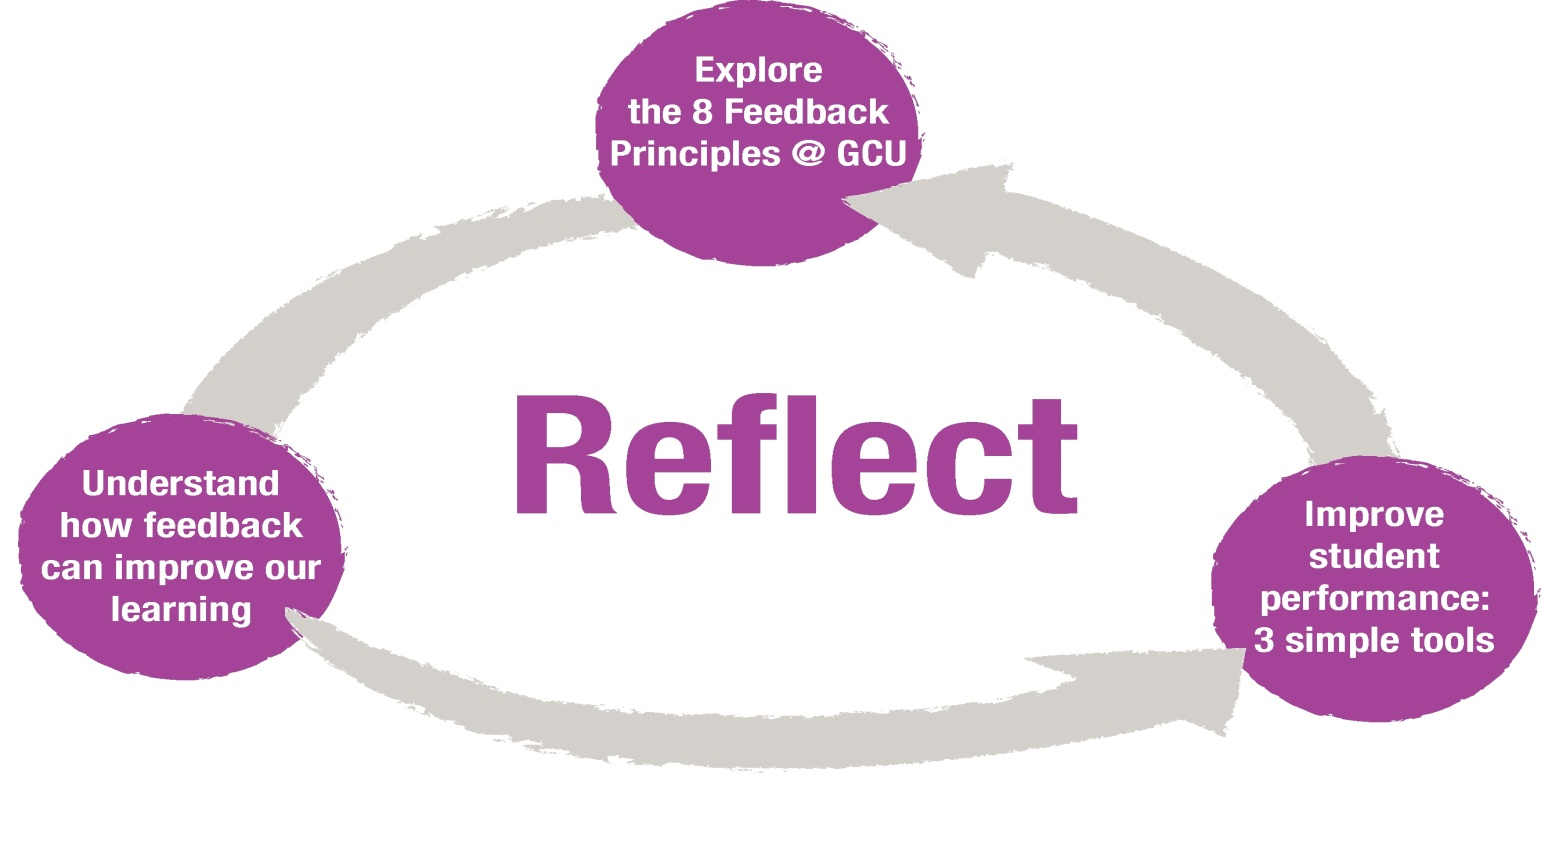 Explore
the 8 Feedback
Principles @ GCU
Reflect
Understand
how feedback
can improve our
learning
Improve
student
performance:
3 simple tools